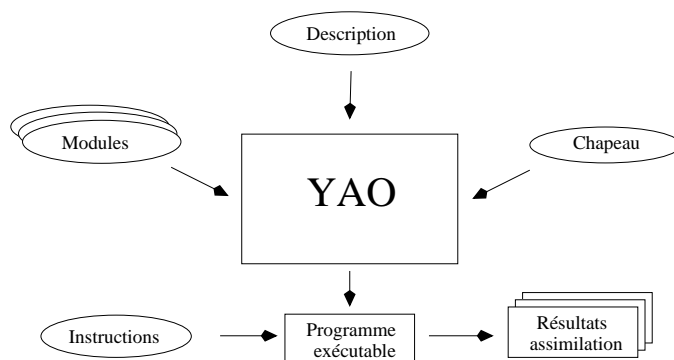 Description
Modules
Chapeau
YAO
Instructions
Programme
exécutable
Résultats
assimilation